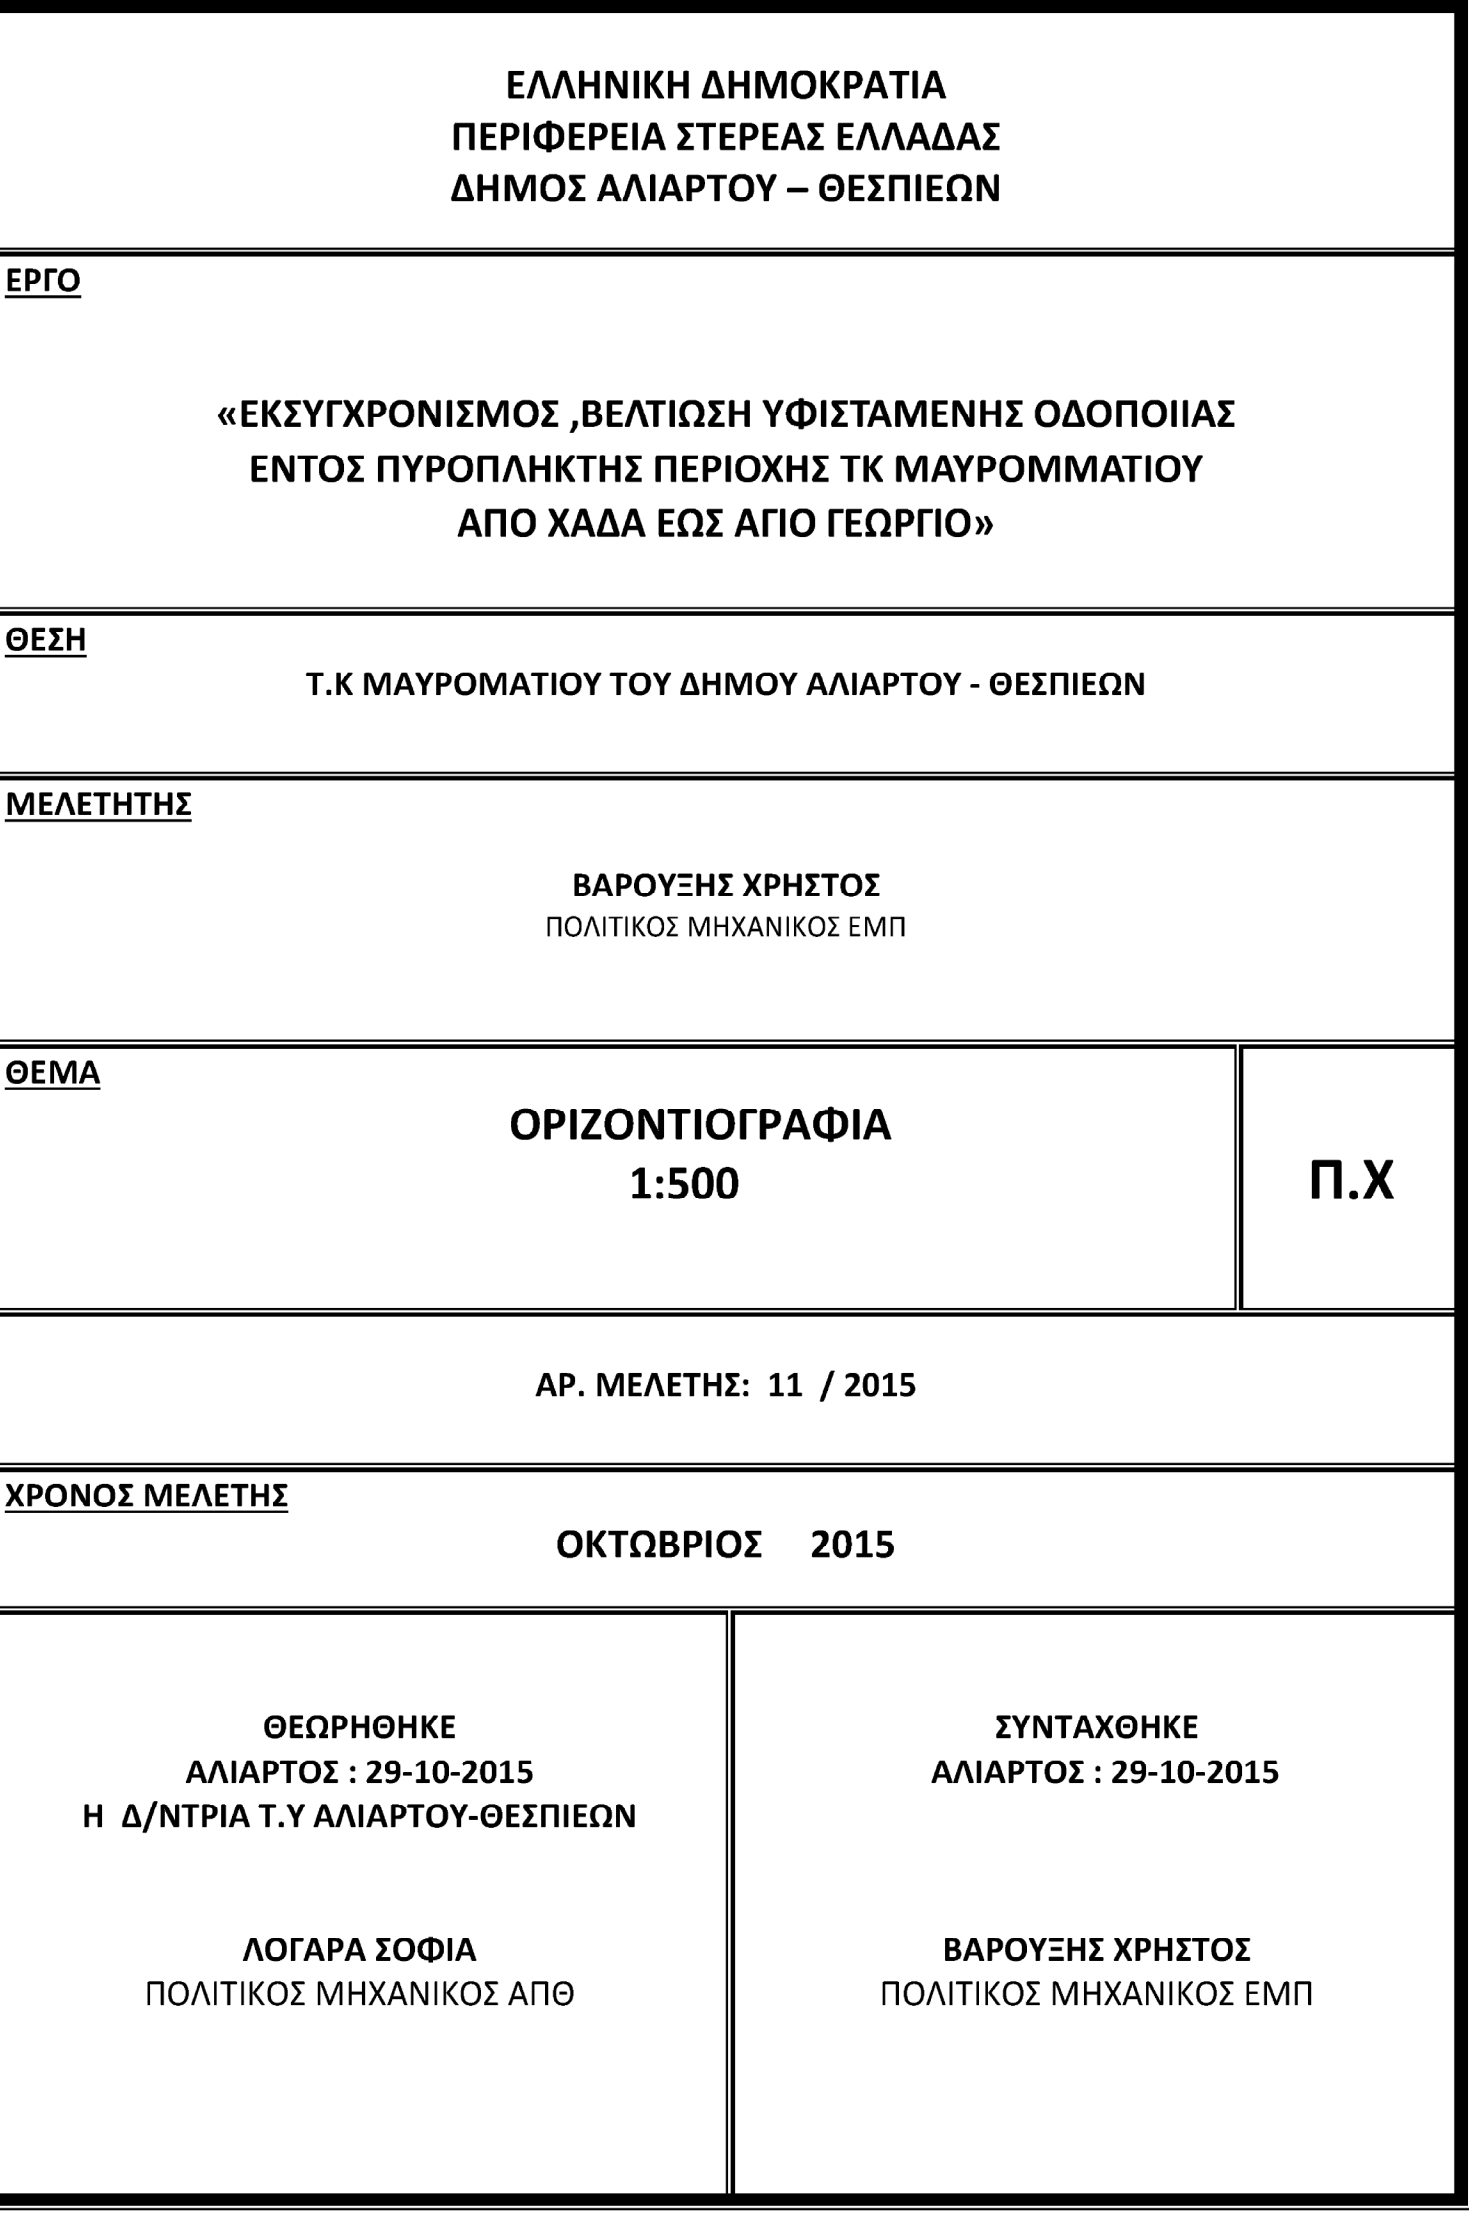 ΕΛΛΗΝΙΚΗ ΔΗΜΟΚΡΑΤΙΑ
ΠΕΡΙΦΕΡΕΙΑ ΣΤΕΡΕΑΣ ΕΛΛΑΔΑΣ
ΔΗΜΟΣ ΑΛΙΑΡΤΟΥ – ΘΕΣΠΙΕΩΝ
ΕΡΓΟ
«ΕΚΣΥΓΧΡΟΝΙΣΜΟΣ ,ΒΕΛΤΙΩΣΗ ΥΦΙΣΤΑΜΕΝΗΣ ΟΔΟΠΟΙΙΑΣ
ΕΝΤΟΣ ΠΥΡΟΠΛΗΚΤΗΣ ΠΕΡΙΟΧΗΣ ΤΚ ΜΑΥΡΟΜΜΑΤΙΟΥ
ΑΠΟ ΧΑΔΑ ΕΩΣ ΑΓΙΟ ΓΕΩΡΓΙΟ»
ΘΕΣΗ
Τ.Κ ΜΑΥΡΟΜΑΤΙΟΥ ΤΟΥ ΔΗΜΟΥ ΑΛΙΑΡΤΟΥ - ΘΕΣΠΙΕΩΝ
ΜΕΛΕΤΗΤΗΣ
ΒΑΡΟΥΞΗΣ ΧΡΗΣΤΟΣ
ΠΟΛΙΤΙΚΟΣ ΜΗΧΑΝΙΚΟΣ ΕΜΠ
ΘΕΜΑ
ΟΡΙΖΟΝΤΙΟΓΡΑΦΙΑ
1:500
Π.Χ
ΑΡ. ΜΕΛΕΤΗΣ: 11 / 2015
ΧΡΟΝΟΣ ΜΕΛΕΤΗΣ
ΟΚΤΩΒΡΙΟΣ 2015
ΘΕΩΡΗΘΗΚΕ
ΑΛΙΑΡΤΟΣ : 29-10-2015
Η Δ/ΝΤΡΙΑ Τ.Υ ΑΛΙΑΡΤΟΥ-ΘΕΣΠΙΕΩΝ
ΛΟΓΑΡΑ ΣΟΦΙΑ
ΠΟΛΙΤΙΚΟΣ ΜΗΧΑΝΙΚΟΣ ΑΠΘ
ΣΥΝΤΑΧΘΗΚΕ
ΑΛΙΑΡΤΟΣ : 29-10-2015
ΒΑΡΟΥΞΗΣ ΧΡΗΣΤΟΣ
ΠΟΛΙΤΙΚΟΣ ΜΗΧΑΝΙΚΟΣ ΕΜΠ